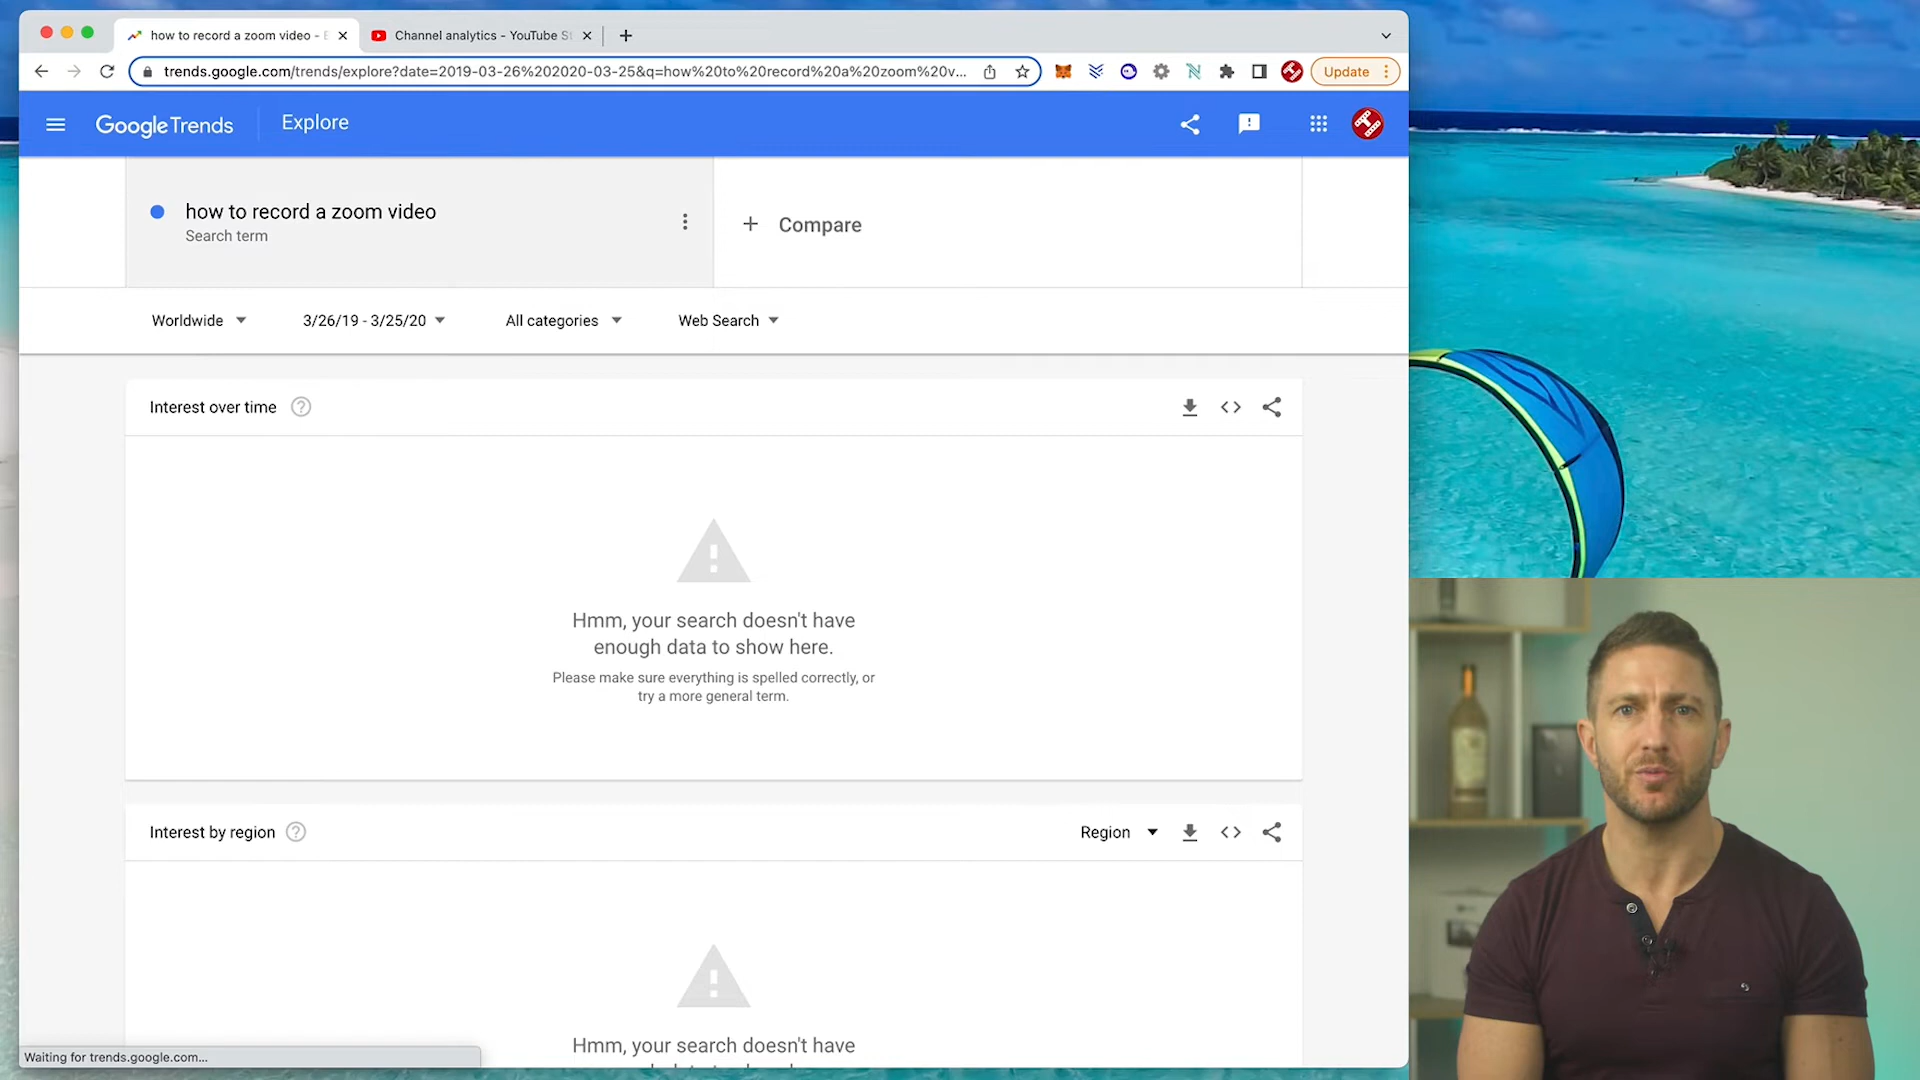 how to record a zoom video - E
Channel analytics - YouTube St
trends.google.com/trends/explore?date=2019-03-26%202020-03-25&q=how%20to%20record%20a%20zoom%20v...
Update
Google Trends
Explore
how to record a zoom video
Search term
+ Compare
Worldwide
3/26/19 - 3/25/20
All categories
Web Search
Interest over time
Hmm, your search doesn't have
enough data to show here.
Please make sure everything is spelled correctly, or
try a more general term.
Interest by region
Region
Hmm, your search doesn't have
Waiting for trends.google.com...